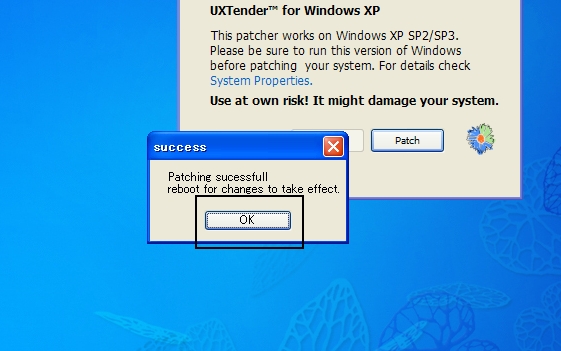 UXTender™ for Windows XP
This patcher works on Windows XP SP2/SP3.
Please be sure to run this version of Windows
before patching your system. For details check
System Properties.
Use at own risk! It might damage your system.
Patch
success
Patching sucessfull
reboot for changes to take effect.
OK